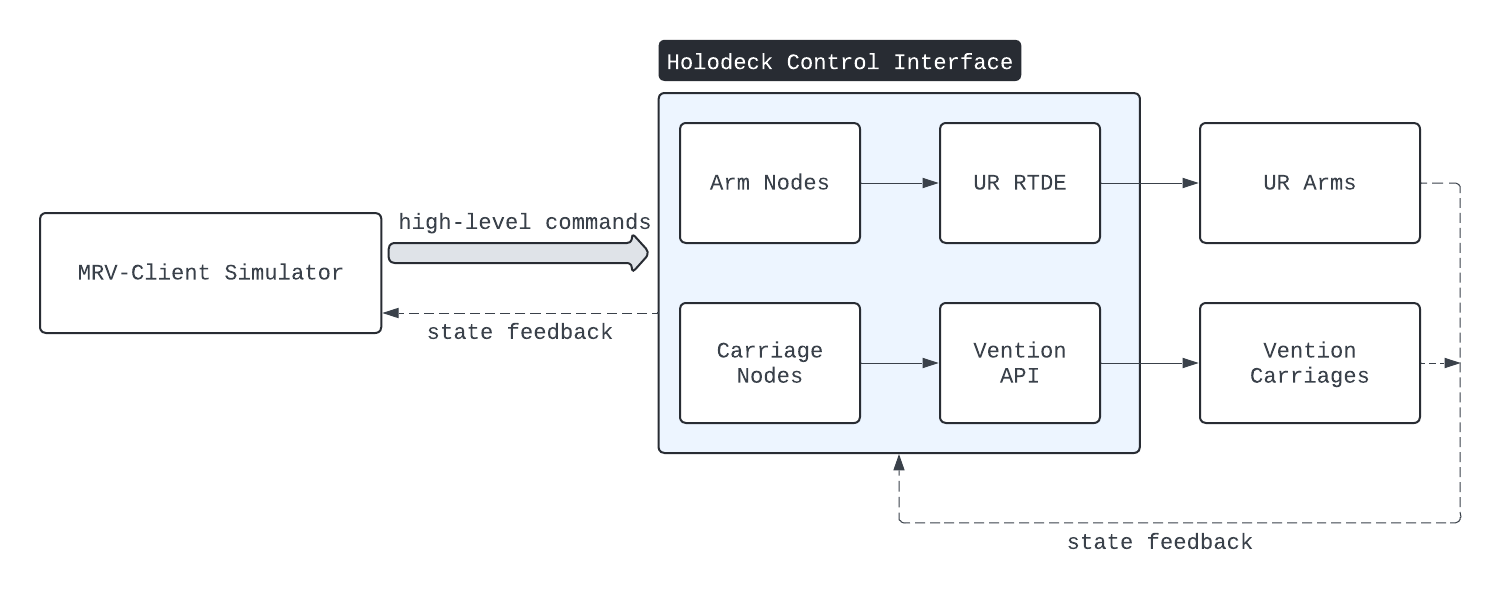 Holodeck Control Interface
Arm Nodes
UR RTDE
UR Arms
high-level commands
MRV-Client Simulator
state feedback
Carriage
Nodes
Vention
API
Vention
Carriages
state feedback